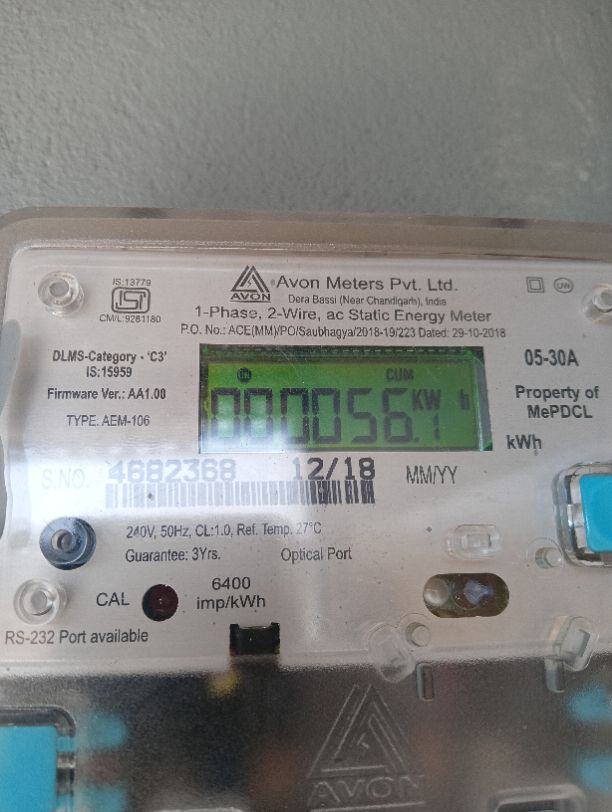 IS:13779
ISI
CM/L:9261180
AVON
Avon Meters Pvt. Ltd.
Dera Bassi (Near Chandigarh), India
1-Phase, 2-Wire, ac Static Energy Meter
P.O. No.: ACE(MM)/PO/Saubhagya/2018-19/223 Dated: 29-10-2018
UW
DLMS-Category - 'C3'
IS:15959
Firmware Ver.: AA1.00
TYPE: AEM-106
CUM
000056.1 KW h
05-30A
Property of
MePDCL
kWh
S.NO. 4682368 12/18 MM/YY
240V, 50Hz, CL:1.0, Ref. Temp. 27°C
Guarantee: 3Yrs. Optical Port
CAL
6400
imp/kWh
RS-232 Port available
AVON